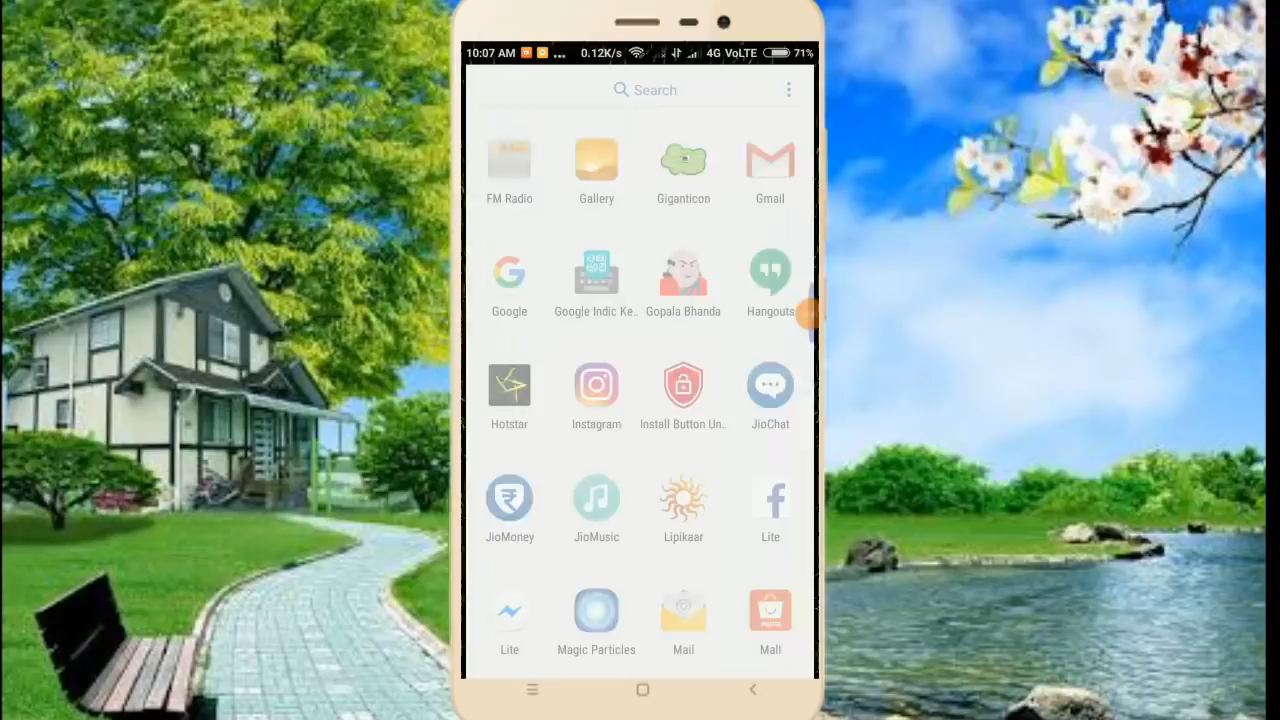 10:07 AM ... 0.12K/s 4G VoLTE 71%
Search
FM Radio Gallery Giganticon Gmail
Google Google Indic Ke.. Gopala Bhanda Hangouts
Hotstar Instagram Install Button Un.. JioChat
JioMoney JioMusic Lipikaar Lite
Lite Magic Particles Mail Mall